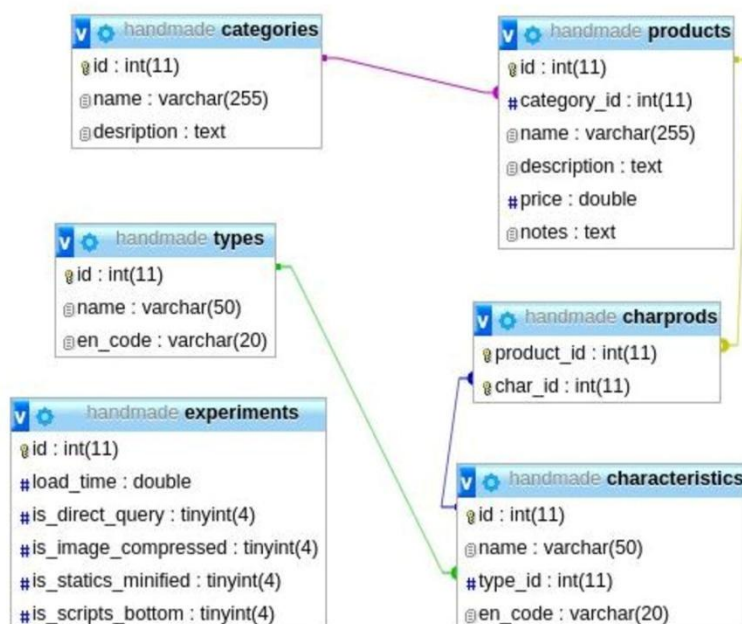 handmade categories
id : int(11)
name : varchar(255)
desription : text
handmade products
id : int(11)
category_id : int(11)
name : varchar(255)
description : text
price : double
notes : text
handmade types
id : int(11)
name : varchar(50)
en_code : varchar(20)
handmade charprods
product_id : int(11)
char_id : int(11)
handmade experiments
id : int(11)
load_time : double
is_direct_query : tinyint(4)
is_image_compressed : tinyint(4)
is_statics_minified : tinyint(4)
is_scripts_bottom : tinyint(4)
handmade characteristics
id : int(11)
name : varchar(50)
type_id : int(11)
en_code : varchar(20)